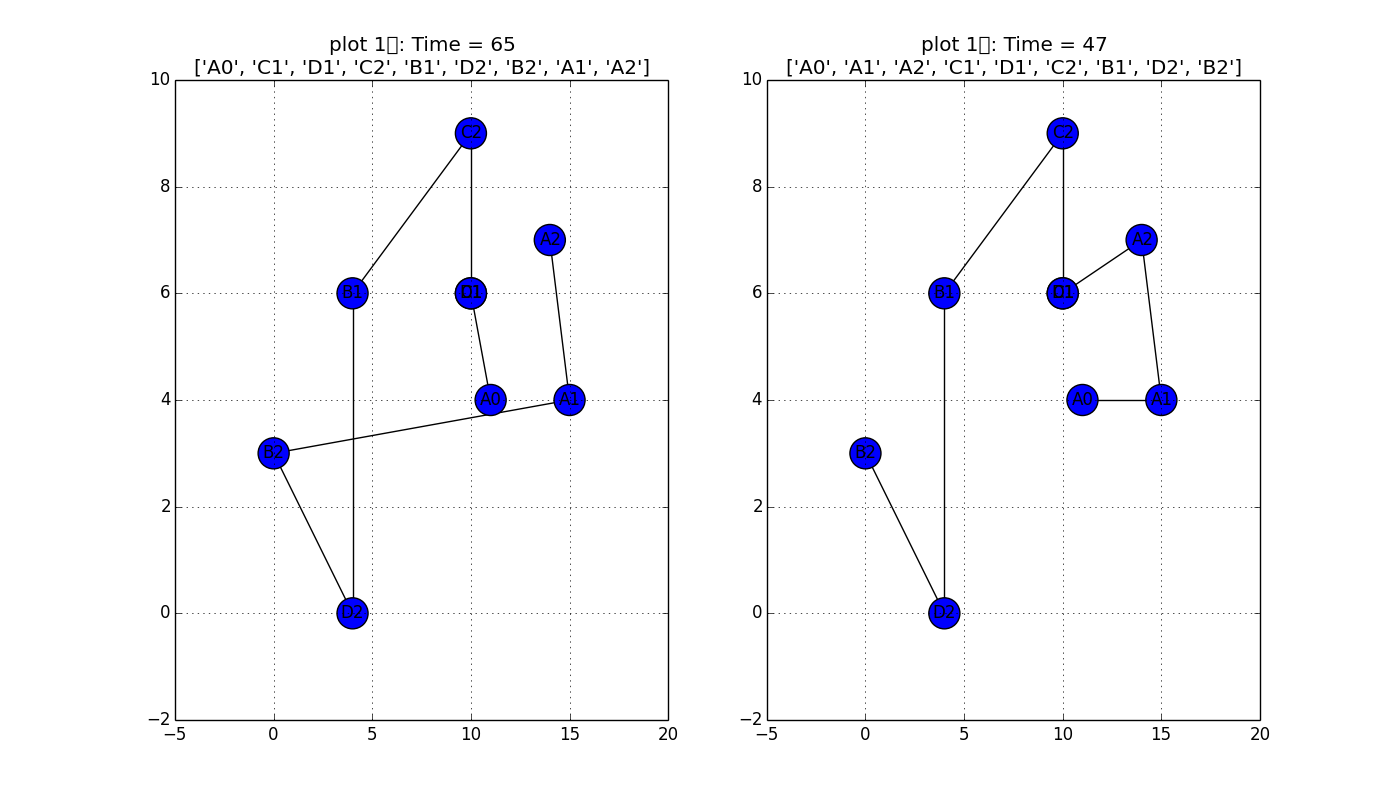 plot 1▯: Time = 65
['A0', 'C1', 'D1', 'C2', 'B1', 'D2', 'B2', 'A1', 'A2']
10
8
6
4
2
0
−2
−5
0
5
10
15
20
C2
A2
B1
A0
A1
B2
D2
plot 1▯: Time = 47
['A0', 'A1', 'A2', 'C1', 'D1', 'C2', 'B1', 'D2', 'B2']
10
8
6
4
2
0
−2
−5
0
5
10
15
20
C2
A2
B1
A0
A1
B2
D2